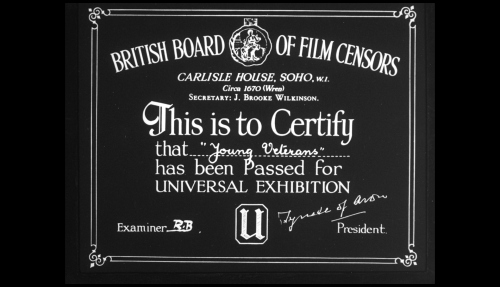 BRITISH BOARD OF FILM CENSORS
CARLISLE HOUSE, SOHO, W.1.
Circa 1670 (Wren)
SECRETARY: J. BROOKE WILKINSON.
This is to Certify
that "Young Veterans"
has been Passed for
UNIVERSAL EXHIBITION
Examiner R.B. U President.